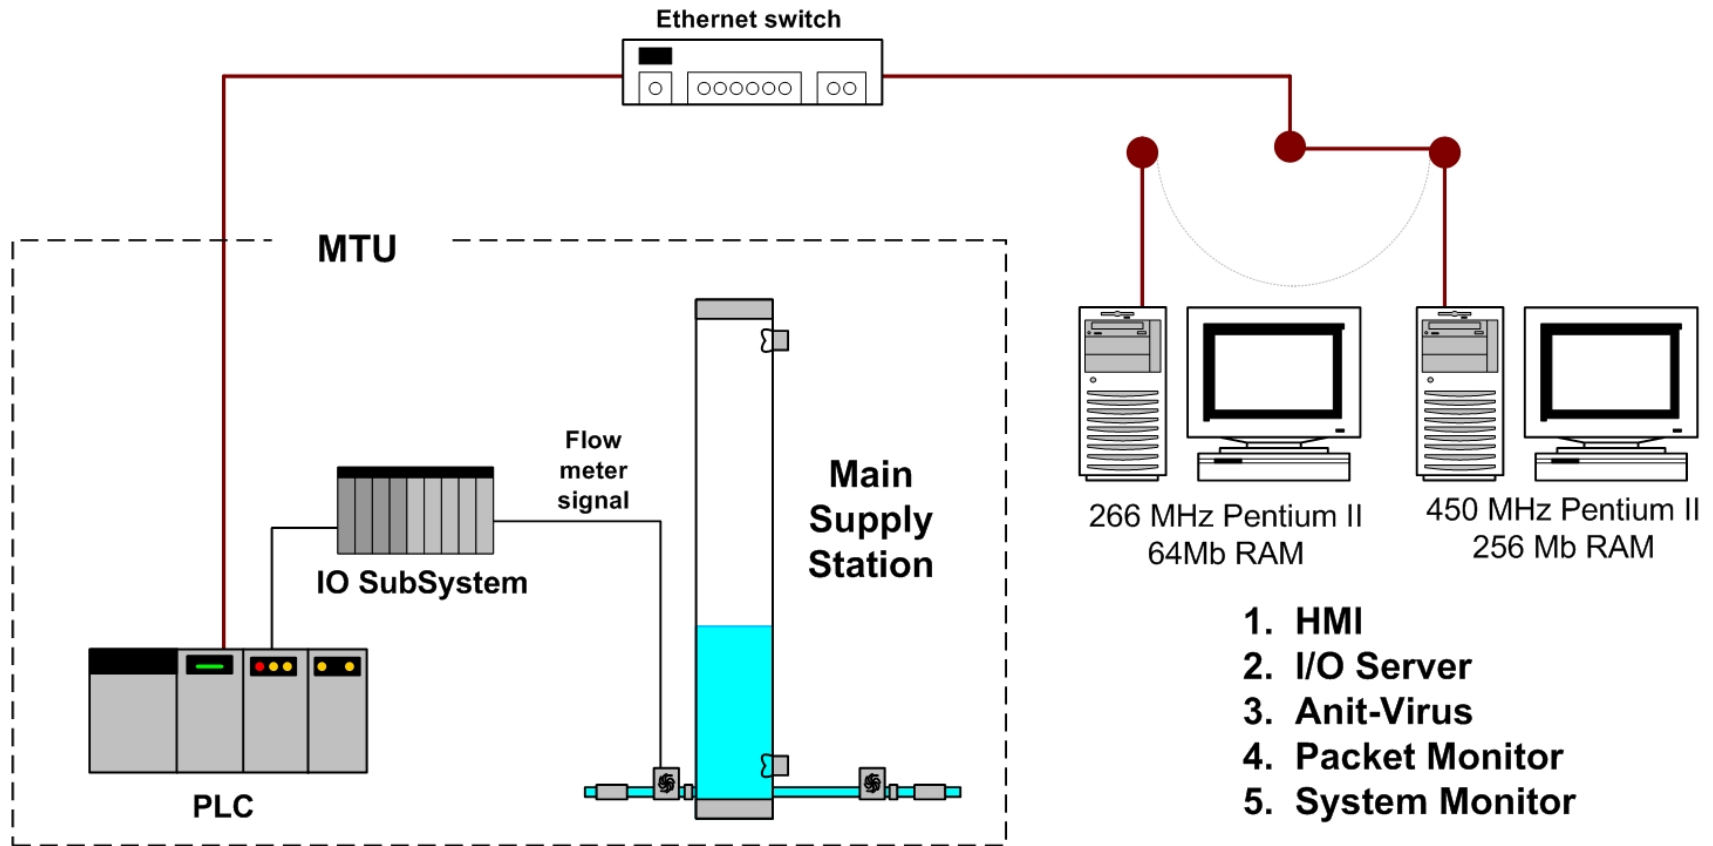 Ethernet switch
MTU
Flow
meter
signal
Main
Supply
Station
IO SubSystem
PLC
266 MHz Pentium II
64Mb RAM
450 MHz Pentium II
256 Mb RAM
1. HMI
2. I/O Server
3. Anit-Virus
4. Packet Monitor
5. System Monitor